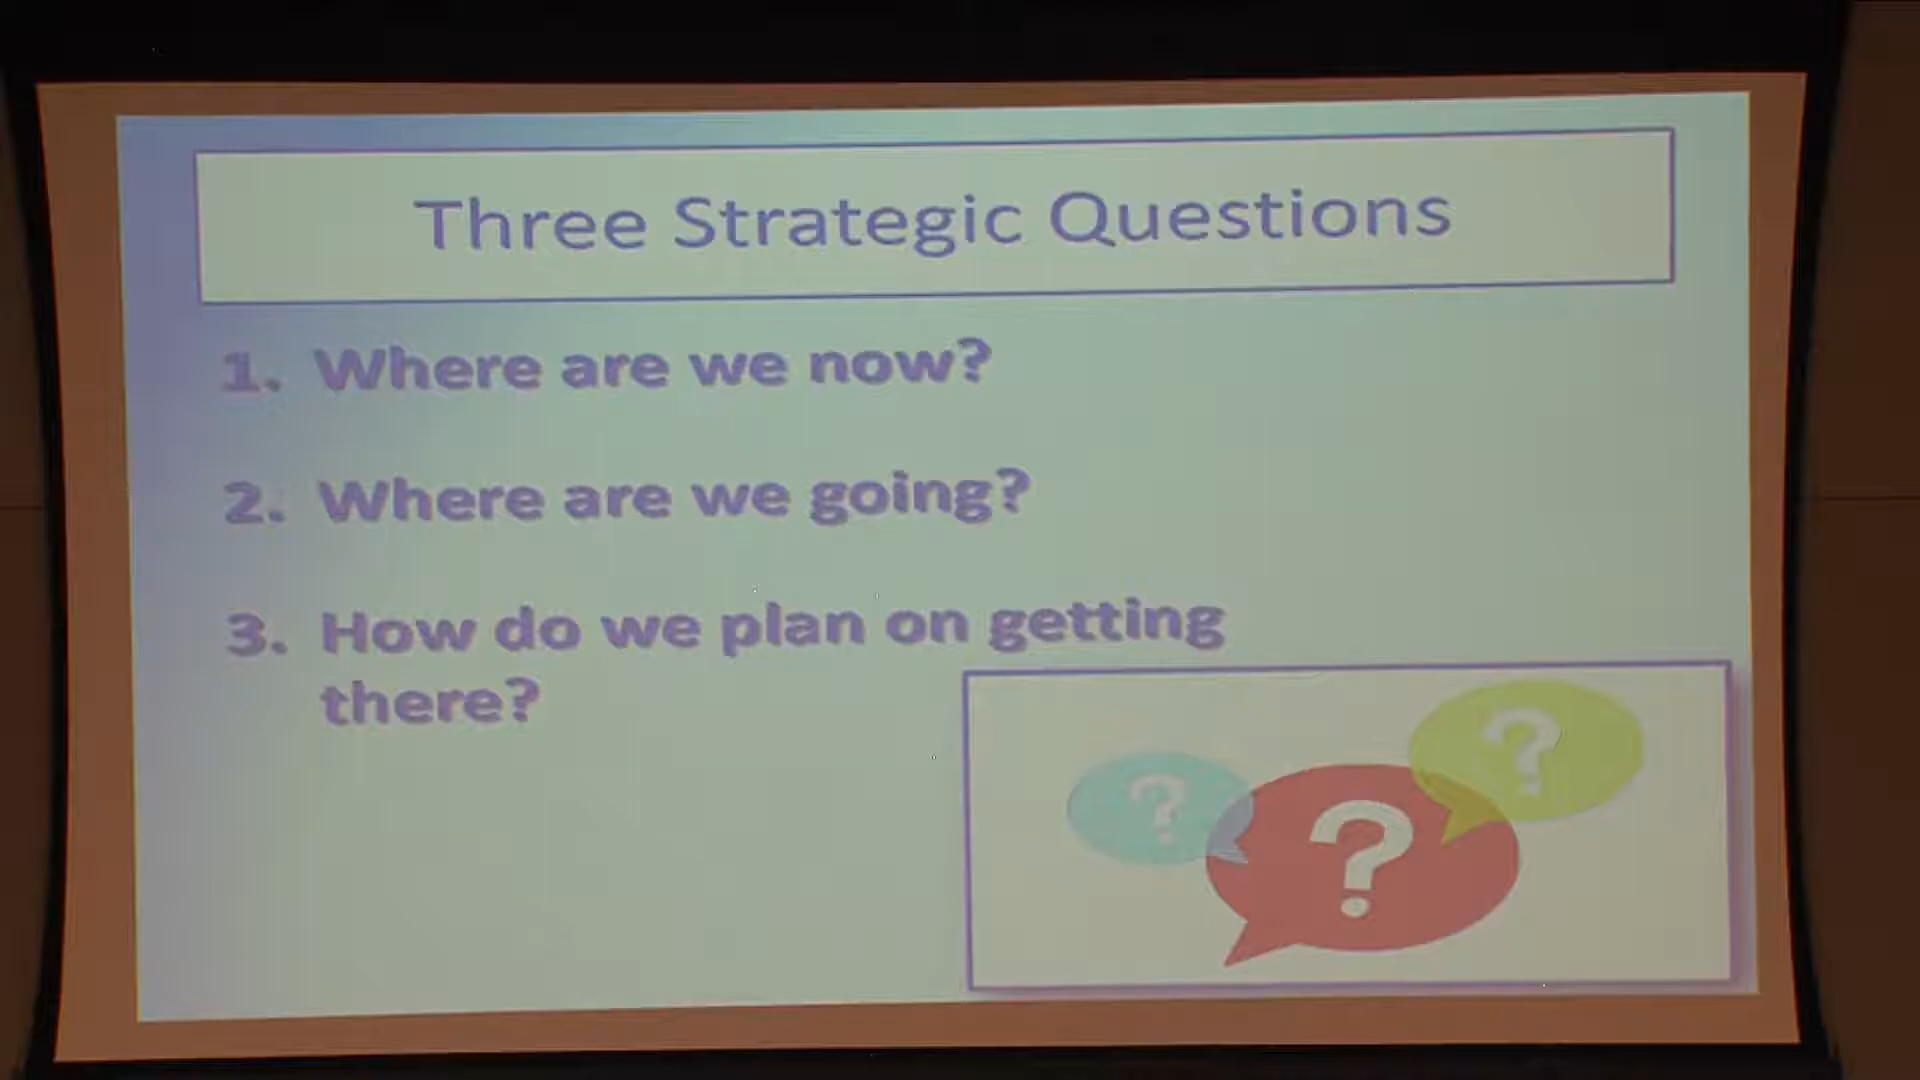 Three Strategic Questions
1. Where are we now?
2. Where are we going?
3. How do we plan on getting
there?
?
?
?